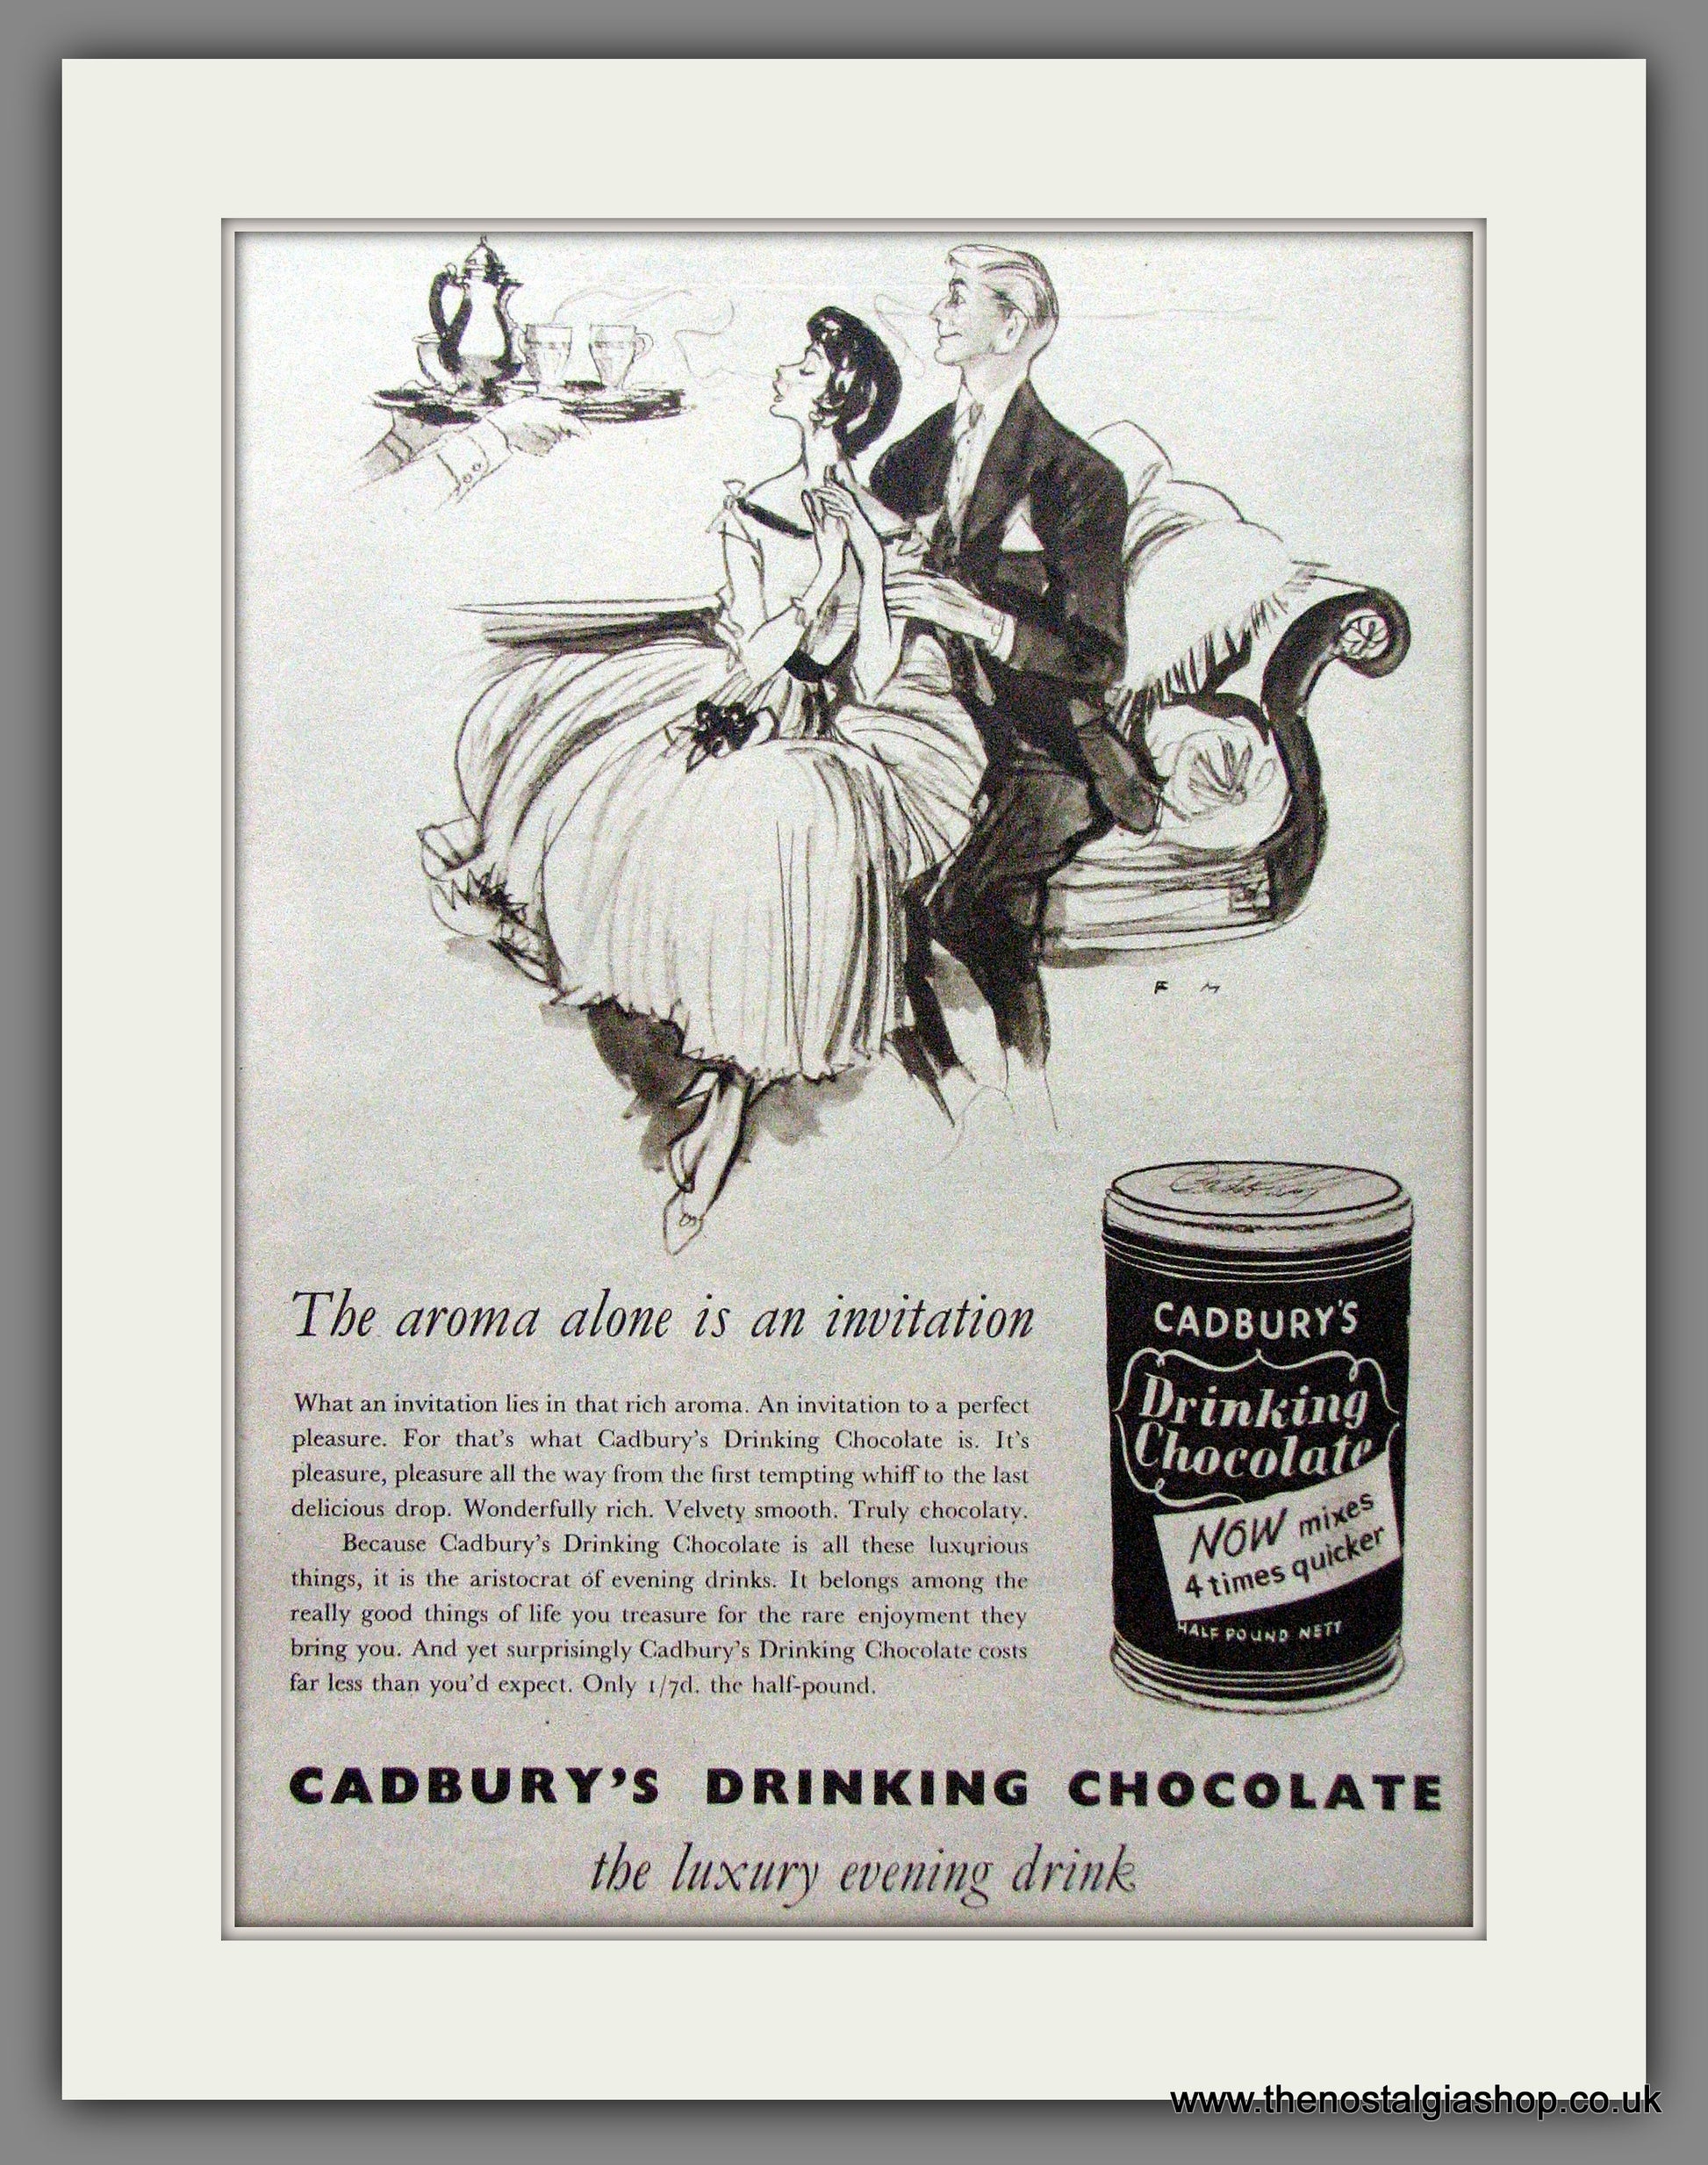 F M
The aroma alone is an invitation
What an invitation lies in that rich aroma. An invitation to a perfect
pleasure. For that's what Cadbury's Drinking Chocolate is. It's
pleasure, pleasure all the way from the first tempting whiff to the last
delicious drop. Wonderfully rich. Velvety smooth. Truly chocolaty.
Because Cadbury's Drinking Chocolate is all these luxurious
things, it is the aristocrat of evening drinks. It belongs among the
really good things of life you treasure for the rare enjoyment they
bring you. And yet surprisingly Cadbury's Drinking Chocolate costs
far less than you'd expect. Only 1/7d. the half-pound.
Cadbury
CADBURY'S
Drinking
Chocolate
NOW mixes
4 times quicker
HALF POUND NETT
CADBURY'S DRINKING CHOCOLATE
the luxury evening drink
www.thenostalgiashop.co.uk